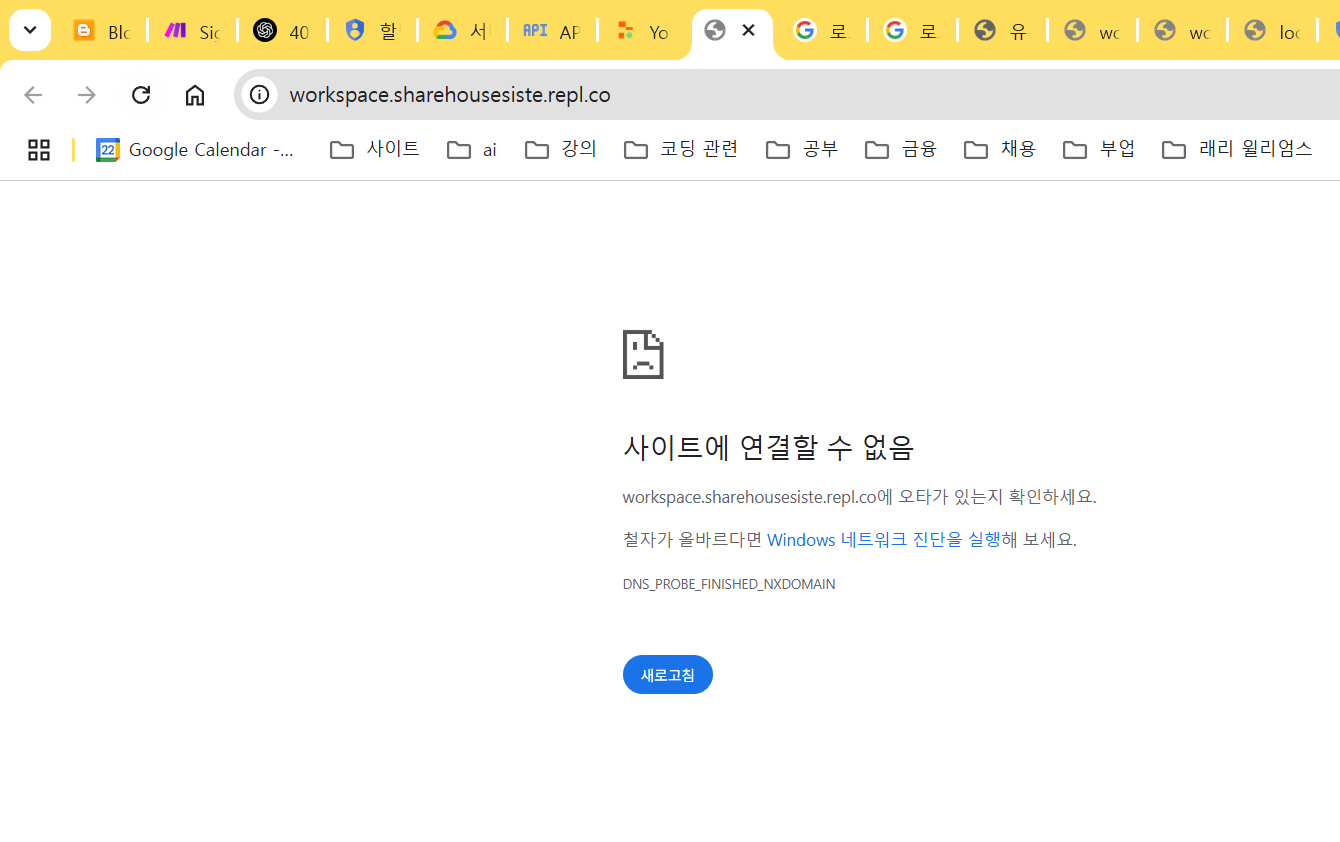 Blo Sig 40 할 서 API AP Yo 로 로 유 wo wo loc
workspace.sharehousesiste.repl.co
22 Google Calendar -... 사이트 ai 강의 코딩 관련 공부 금융 채용 부업 래리 윌리엄스
사이트에 연결할 수 없음
workspace.sharehousesiste.repl.co에 오타가 있는지 확인하세요.
철자가 올바르다면 Windows 네트워크 진단을 실행해 보세요.
DNS_PROBE_FINISHED_NXDOMAIN
새로고침